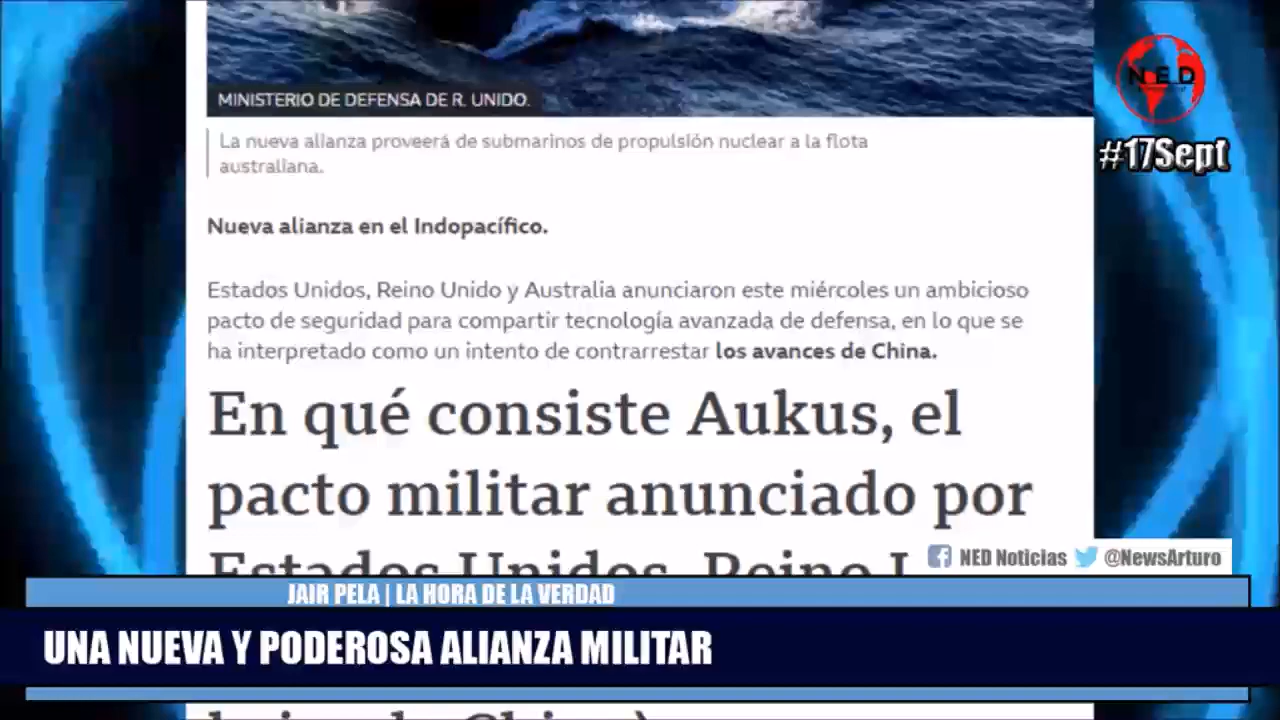 MINISTERIO DE DEFENSA DE R. UNIDO.
La nueva alianza proveerá de submarinos de propulsión nuclear a la flota
australiana.
Nueva alianza en el Indopacífico.
Estados Unidos, Reino Unido y Australia anunciaron este miércoles un ambicioso
pacto de seguridad para compartir tecnología avanzada de defensa, en lo que se
ha interpretado como un intento de contrarrestar los avances de China.
En qué consiste Aukus, el
pacto militar anunciado por
Estados Unidos, Reino
NED
#17Sept
NED Noticias @NewsArturo
JAIR PELA | LA HORA DE LA VERDAD
UNA NUEVA Y PODEROSA ALIANZA MILITAR